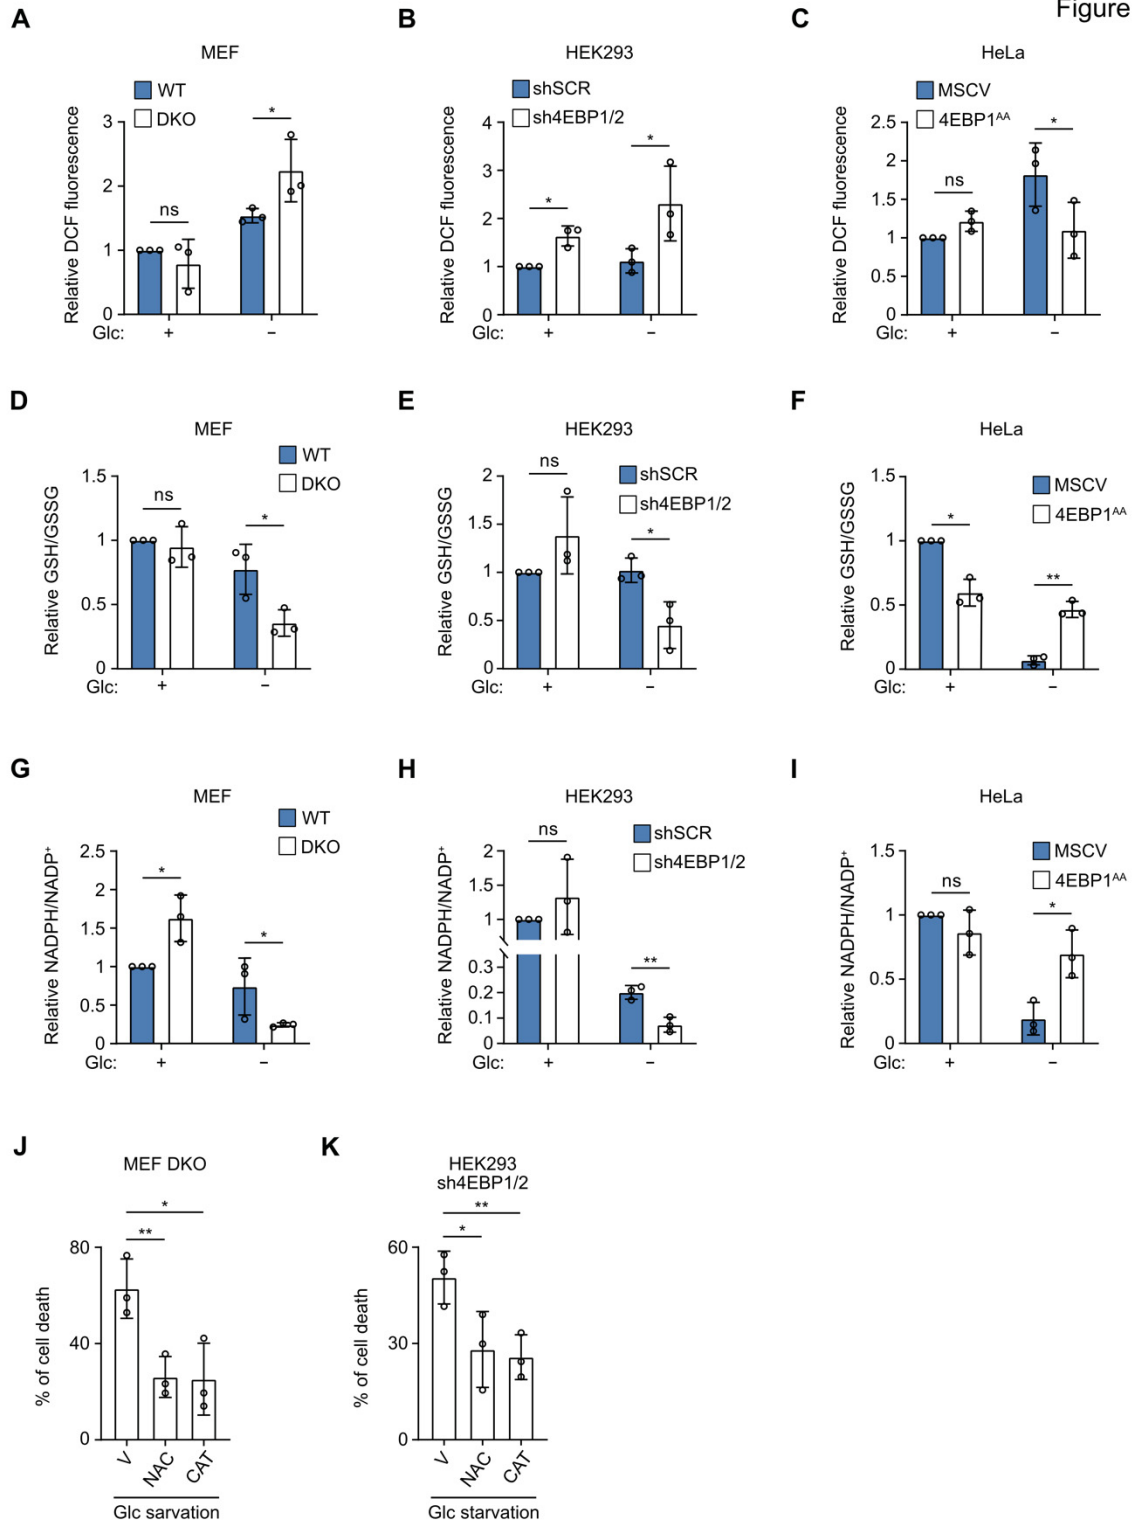 Figure
A
MEF
WT
DKO
Relative DCF fluorescence
3
2
1
0
ns
*
Glc:
+
−
B
HEK293
shSCR
sh4EBP1/2
Relative DCF fluorescence
4
3
2
1
0
*
*
Glc:
+
−
C
HeLa
MSCV
4EBP1ᴬᴬ
Relative DCF fluorescence
2.5
2
1.5
1
0.5
0
ns
*
Glc:
+
−
D
MEF
WT
DKO
Relative GSH/GSSG
1.5
1
0.5
0
ns
*
Glc:
+
−
E
HEK293
shSCR
sh4EBP1/2
Relative GSH/GSSG
2
1.5
1
0.5
0
ns
*
Glc:
+
−
F
HeLa
MSCV
4EBP1ᴬᴬ
Relative GSH/GSSG
1.5
1
0.5
0
*
**
Glc:
+
−
G
MEF
WT
DKO
Relative NADPH/NADP⁺
2.5
2
1.5
1
0.5
0
*
*
Glc:
+
−
H
HEK293
shSCR
sh4EBP1/2
Relative NADPH/NADP⁺
2
1.5
1
0.3
0.2
0.1
0
ns
**
Glc:
+
−
I
HeLa
MSCV
4EBP1ᴬᴬ
Relative NADPH/NADP⁺
1.5
1
0.5
0
ns
*
Glc:
+
−
J
MEF DKO
% of cell death
80
40
0
*
**
V
NAC
CAT
Glc sarvation
K
HEK293
sh4EBP1/2
% of cell death
60
30
0
**
*
V
NAC
CAT
Glc starvation